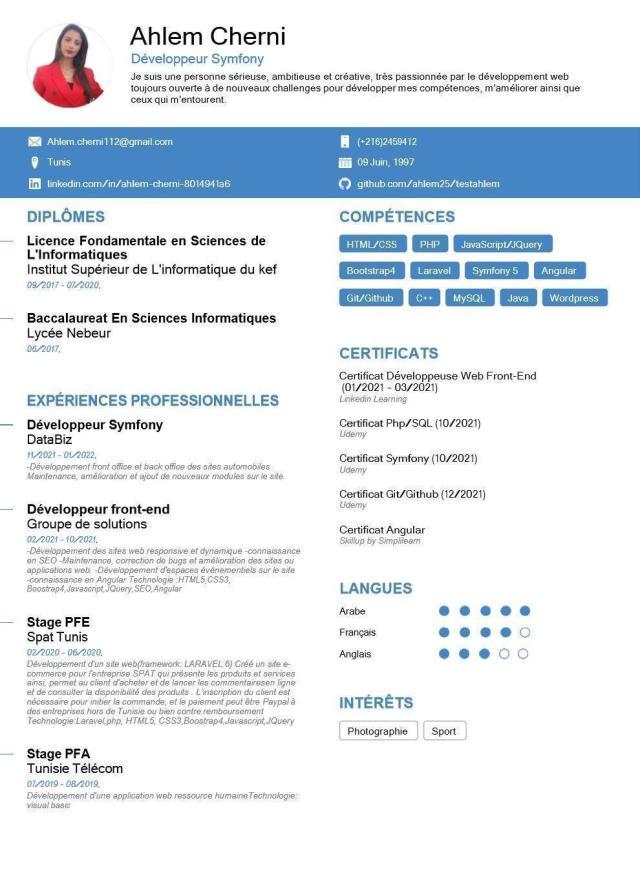 Ahlem Cherni
Développeur Symfony
Je suis une personne sérieuse, ambitieuse et créative, très passionnée par le développement web
toujours ouverte à de nouveaux challenges pour développer mes compétences, m'améliorer ainsi que
ceux qui m'entourent.
Ahlem.cherni112@gmail.com
(+216)2459412
Tunis
09 Juin, 1997
linkedin.com/in/ahlem-cherni-8014941a6
github.com/ahlem25/testahlem
DIPLÔMES
Licence Fondamentale en Sciences de
L'Informatiques
Institut Supérieur de L'informatique du kef
09/2017 - 07/2020,
Baccalaureat En Sciences Informatiques
Lycée Nebeur
06/2017,
EXPÉRIENCES PROFESSIONNELLES
Développeur Symfony
DataBiz
11/2021 - 01/2022,
-Développement front office et back office des sites automobiles
Maintenance, amélioration et ajout de nouveaux modules sur le site.
Développeur front-end
Groupe de solutions
02/2021 - 10/2021,
-Développement des sites web responsive et dynamique -connaissance
en SEO -Maintenance, correction de bugs et amélioration des sites ou
applications web. -Développement d'espaces événementiels sur le site
-connaissance en Angular Technologie :HTML5,CSS3,
Boostrap4,Javascript,JQuery,SEO,Angular
Stage PFE
Spat Tunis
02/2020 - 06/2020,
Développement d'un site web(framework: LARAVEL 6) Créé un site e-
commerce pour l'entreprise SPAT qui présente les produits et services
ainsi, permet au client d'acheter et de lancer les commentairesen ligne
et de consulter la disponibilité des produits . L'inscription du client est
nécessaire pour initier la commande, et le paiement peut être Paypal à
des entreprises hors de Tunisie ou bien contre remboursement
Technologie:Laravel,php, HTML5, CSS3,Boostrap4,Javascript,JQuery
Stage PFA
Tunisie Télécom
07/2019 - 08/2019,
Développement d'une application web ressource humaineTechnologie:
visual basic
COMPÉTENCES
HTML/CSS PHP JavaScript/JQuery
Bootstrap4 Laravel Symfony 5 Angular
Git/Github C++ MySQL Java Wordpress
CERTIFICATS
Certificat Développeuse Web Front-End
(01/2021 - 03/2021)
Linkedin Learning
Certificat Php/SQL (10/2021)
Udemy
Certificat Symfony (10/2021)
Udemy
Certificat Git/Github (12/2021)
Udemy
Certificat Angular
Skillup by Simplilearn
LANGUES
Arabe
Français
Anglais
INTÉRÊTS
Photographie Sport